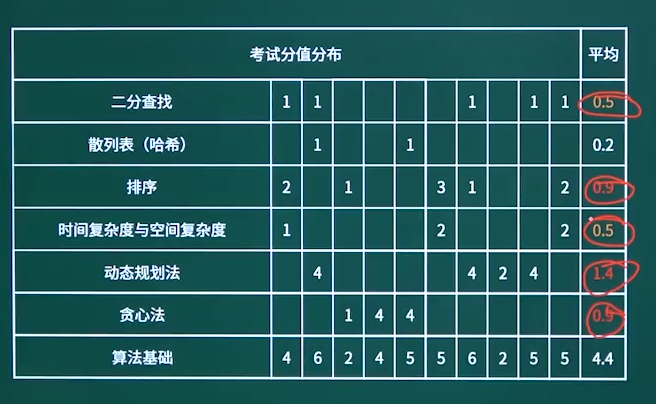 考试分值分布 平均
二分查找 1 1 1 1 1 0.5
散列表（哈希） 1 1 0.2
排序 2 1 3 1 2 0.9
时间复杂度与空间复杂度 1 2 2 0.5
动态规划法 4 4 2 4 1.4
贪心法 1 4 4 0.9
算法基础 4 6 2 4 5 5 6 2 5 5 4.4